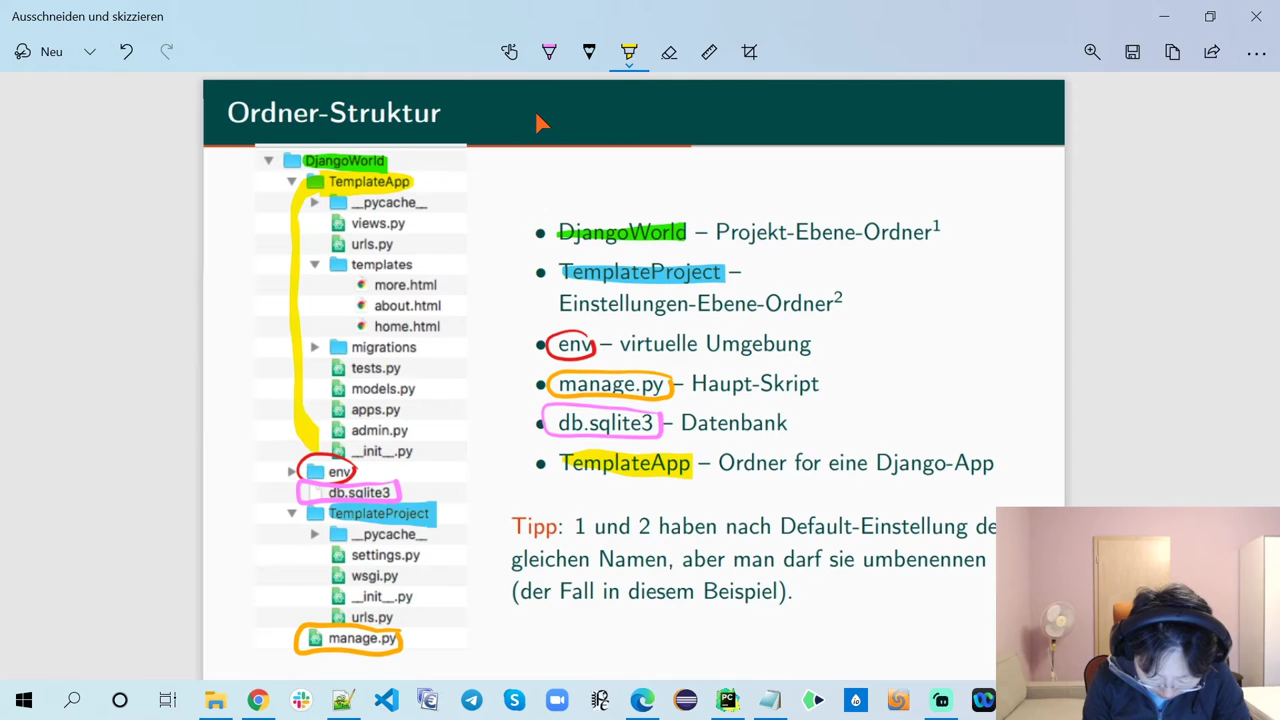 Ausschneiden und skizzieren
Neu
Ordner-Struktur
DjangoWorld
TemplateApp
__pycache__
views.py
urls.py
templates
more.html
about.html
home.html
migrations
tests.py
models.py
apps.py
admin.py
__init__.py
env
db.sqlite3
TemplateProject
__pycache__
settings.py
wsgi.py
__init__.py
urls.py
manage.py
• DjangoWorld – Projekt-Ebene-Ordner¹
• TemplateProject –
Einstellungen-Ebene-Ordner²
• env – virtuelle Umgebung
• manage.py – Haupt-Skript
• db.sqlite3 – Datenbank
• TemplateApp – Ordner for eine Django-App
Tipp: 1 und 2 haben nach Default-Einstellung de
gleichen Namen, aber man darf sie umbenennen
(der Fall in diesem Beispiel).